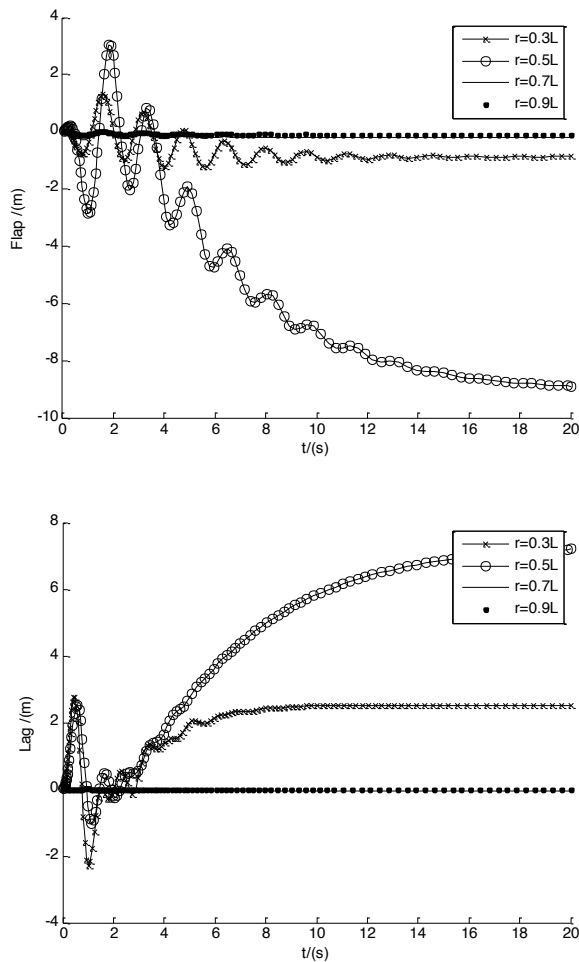 4
2
0
-2
-4
-6
-8
-10
Flap /(m)
0 2 4 6 8 10 12 14 16 18 20
t/(s)
r=0.3L
r=0.5L
r=0.7L
r=0.9L
8
6
4
2
0
-2
-4
Lag /(m)
0 2 4 6 8 10 12 14 16 18 20
t/(s)
r=0.3L
r=0.5L
r=0.7L
r=0.9L